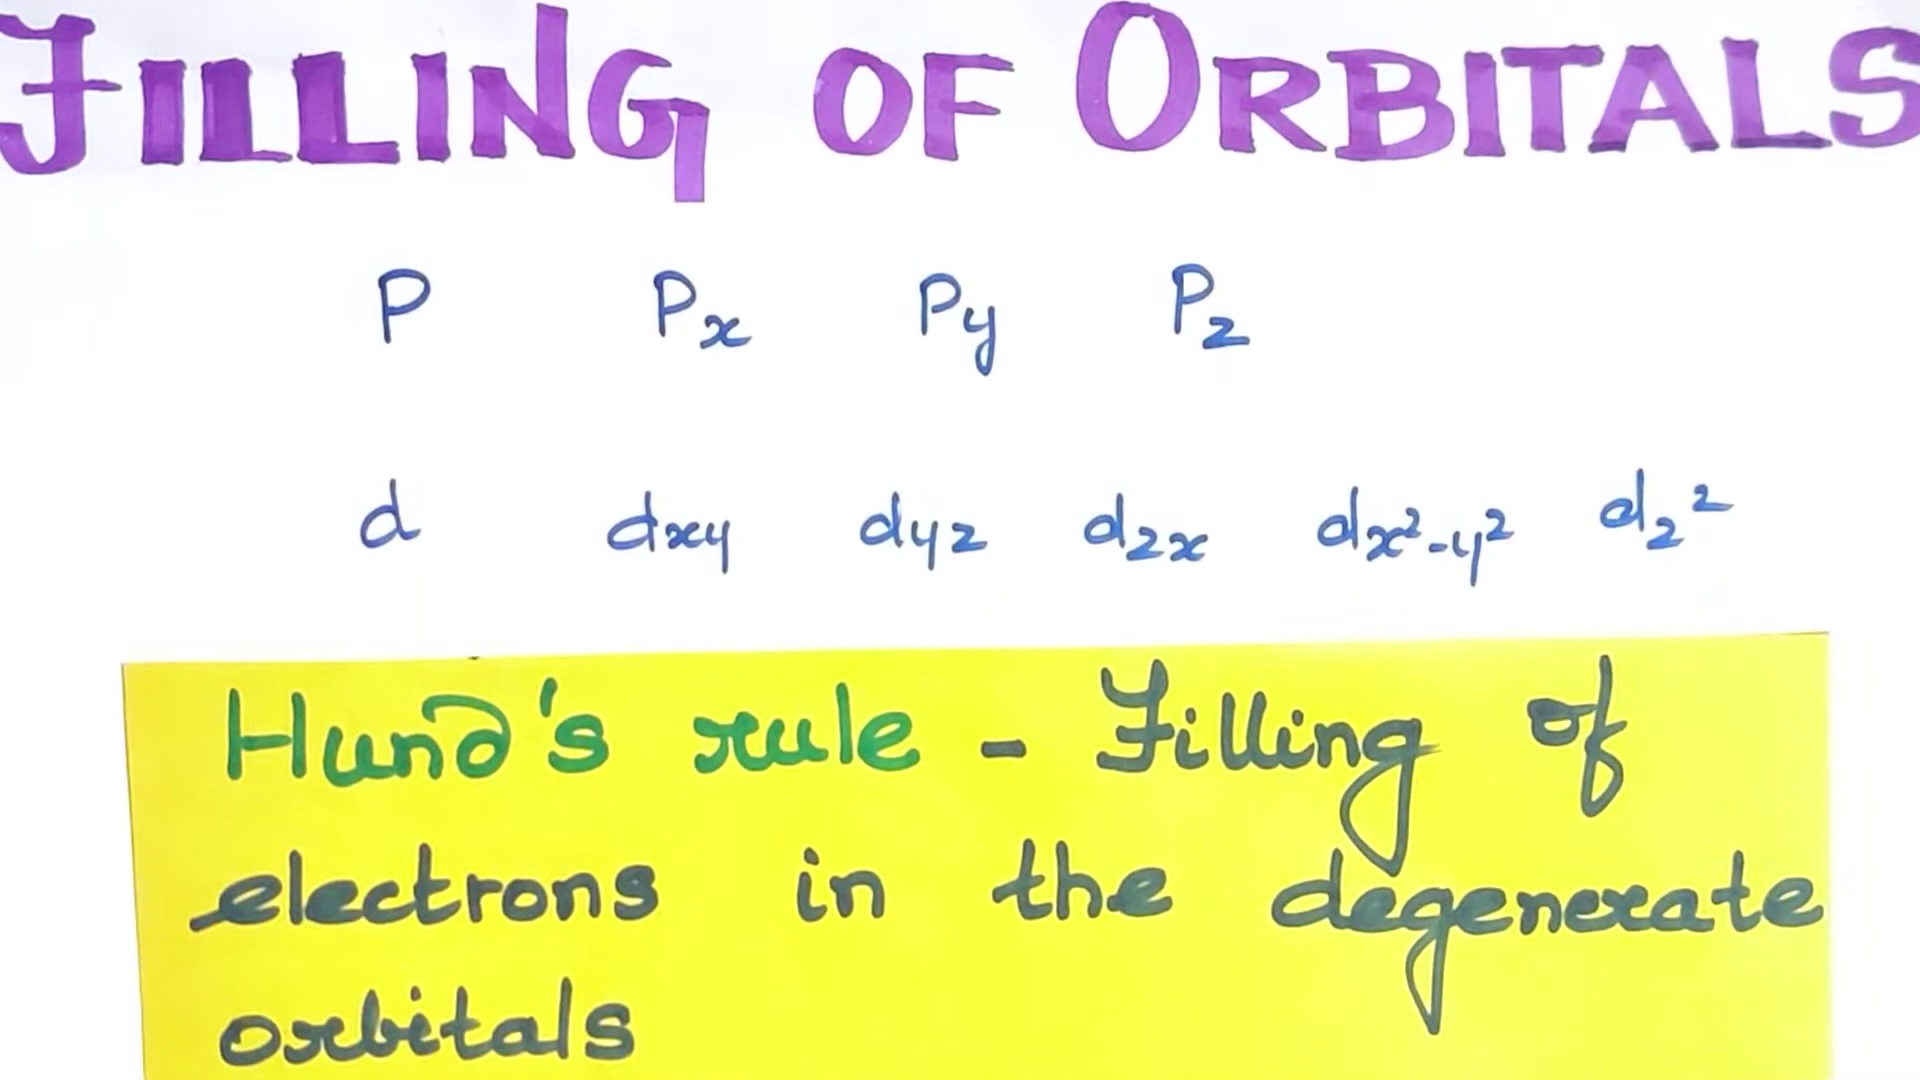 FILLING OF ORBITALS
P Px Py Pz
d dxy dyz dzx dx²-y² dz²
Hund's rule - Filling of
electrons in the degenerate
orbitals